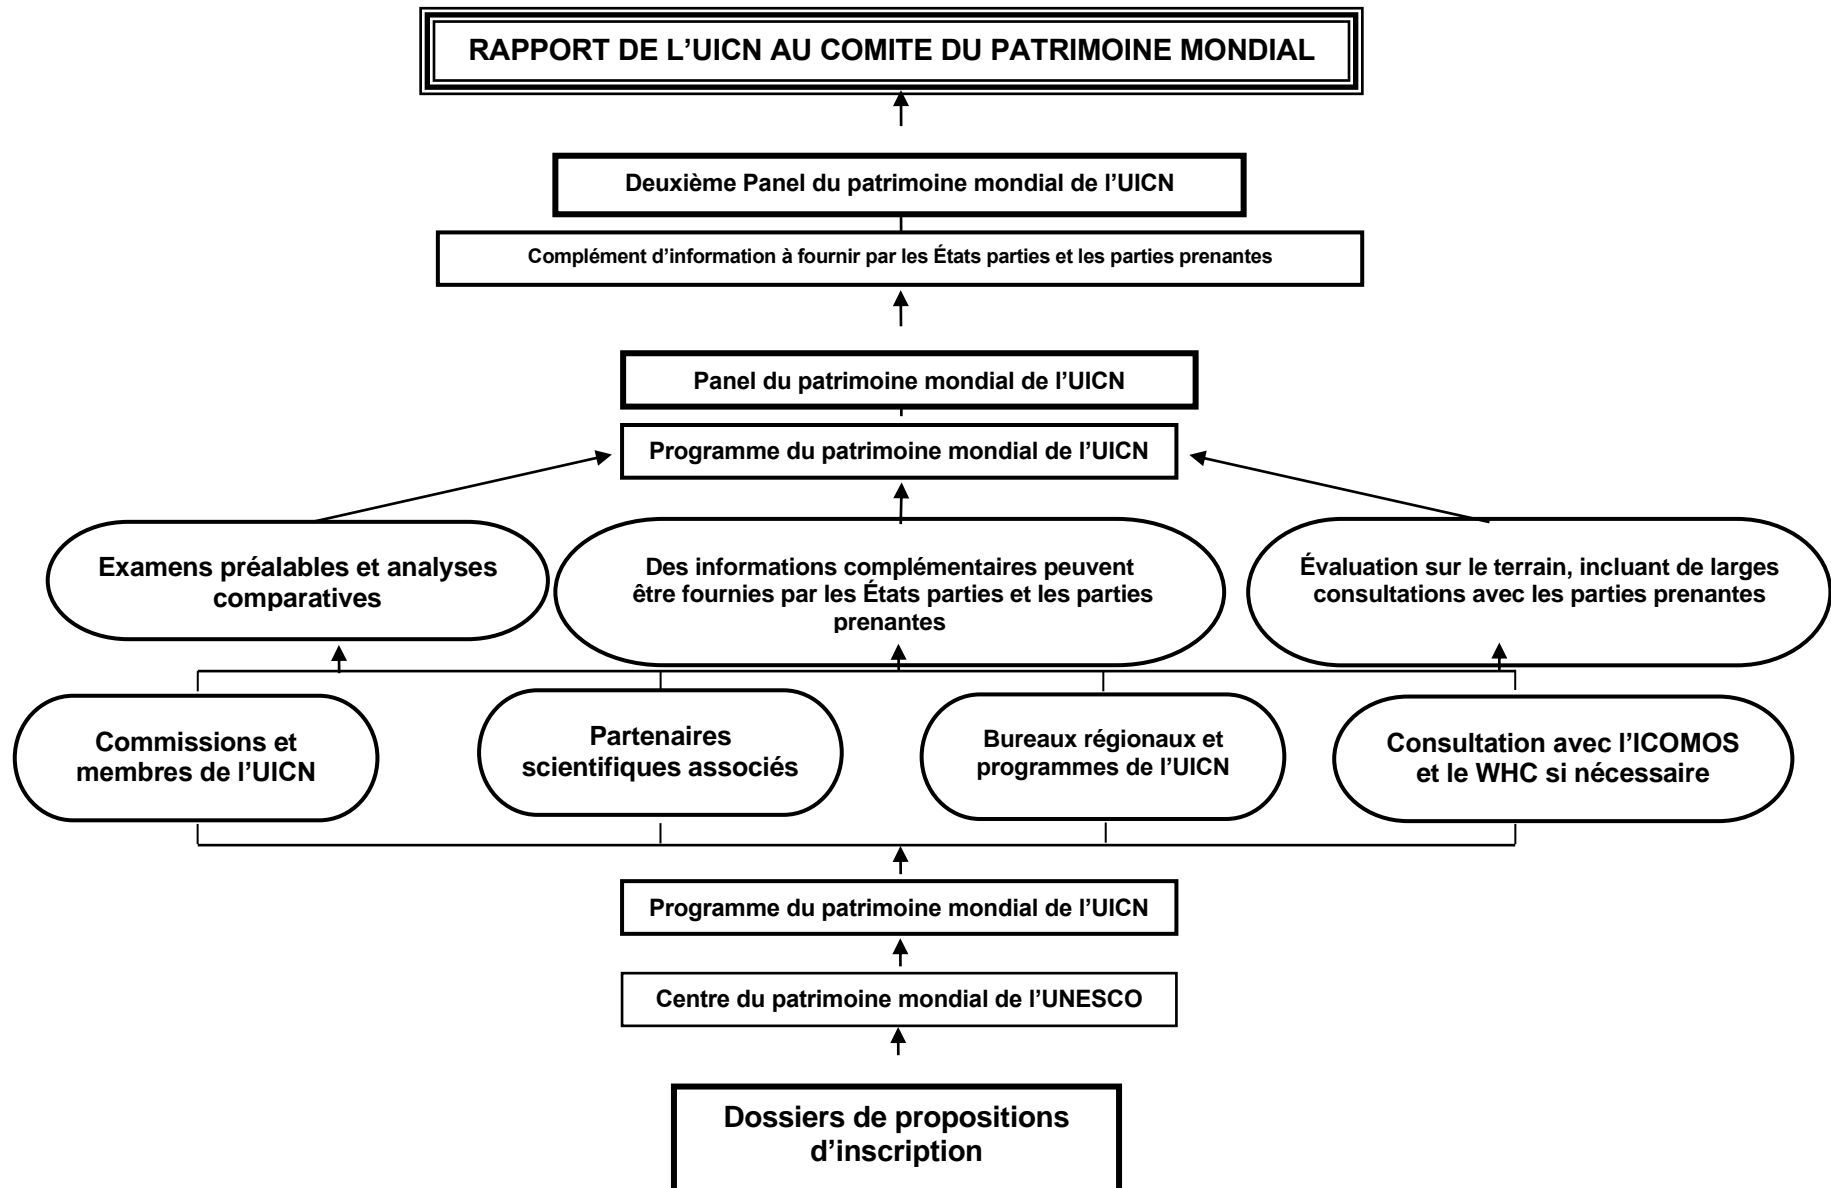 RAPPORT DE L’UICN AU COMITE DU PATRIMOINE MONDIAL
Deuxième Panel du patrimoine mondial de l’UICN
Complément d’information à fournir par les États parties et les parties prenantes
Panel du patrimoine mondial de l’UICN
Programme du patrimoine mondial de l’UICN
Examens préalables et analyses
comparatives
Des informations complémentaires peuvent
être fournies par les États parties et les parties
prenantes
Évaluation sur le terrain, incluant de larges
consultations avec les parties prenantes
Commissions et
membres de l’UICN
Partenaires
scientifiques associés
Bureaux régionaux et
programmes de l’UICN
Consultation avec l’ICOMOS
et le WHC si nécessaire
Programme du patrimoine mondial de l’UICN
Centre du patrimoine mondial de l’UNESCO
Dossiers de propositions
d’inscription